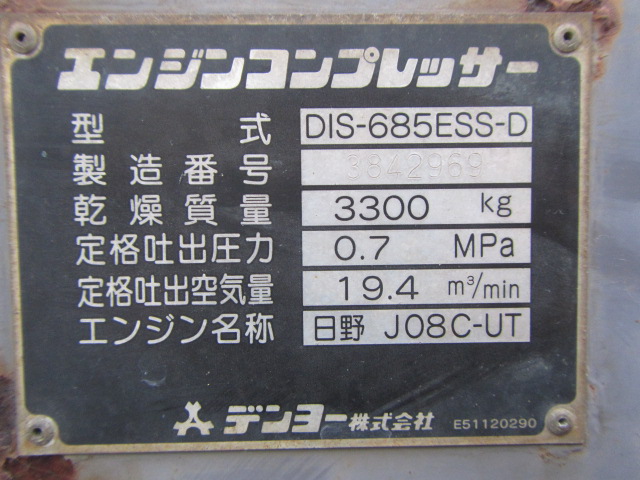 エンジンコンプレッサー
型式 DIS-685ESS-D
製造番号 3842969
乾燥質量 3300 kg
定格吐出圧力 0.7 MPa
定格吐出空気量 19.4 m³/min
エンジン名称 日野 J08C-UT
デンヨー株式会社 E51120290